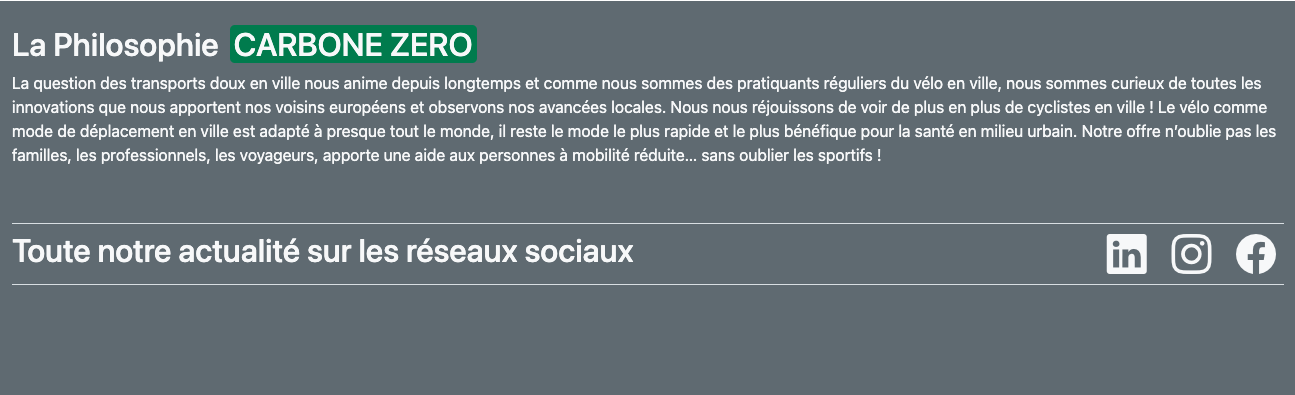 La Philosophie CARBONE ZERO
La question des transports doux en ville nous anime depuis longtemps et comme nous sommes des pratiquants réguliers du vélo en ville, nous sommes curieux de toutes les
innovations que nous apportent nos voisins européens et observons nos avancées locales. Nous nous réjouissons de voir de plus en plus de cyclistes en ville ! Le vélo comme
mode de déplacement en ville est adapté à presque tout le monde, il reste le mode le plus rapide et le plus bénéfique pour la santé en milieu urbain. Notre offre n’oublie pas les
familles, les professionnels, les voyageurs, apporte une aide aux personnes à mobilité réduite... sans oublier les sportifs !
Toute notre actualité sur les réseaux sociaux